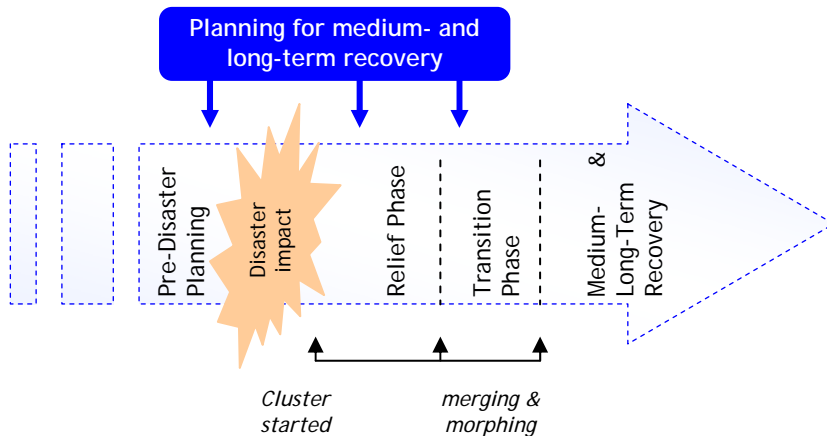 Planning for medium- and
long-term recovery
Pre-Disaster
Planning
Disaster
impact
Relief Phase
Transition
Phase
Medium- &
Long-Term
Recovery
Cluster
started
merging &
morphing